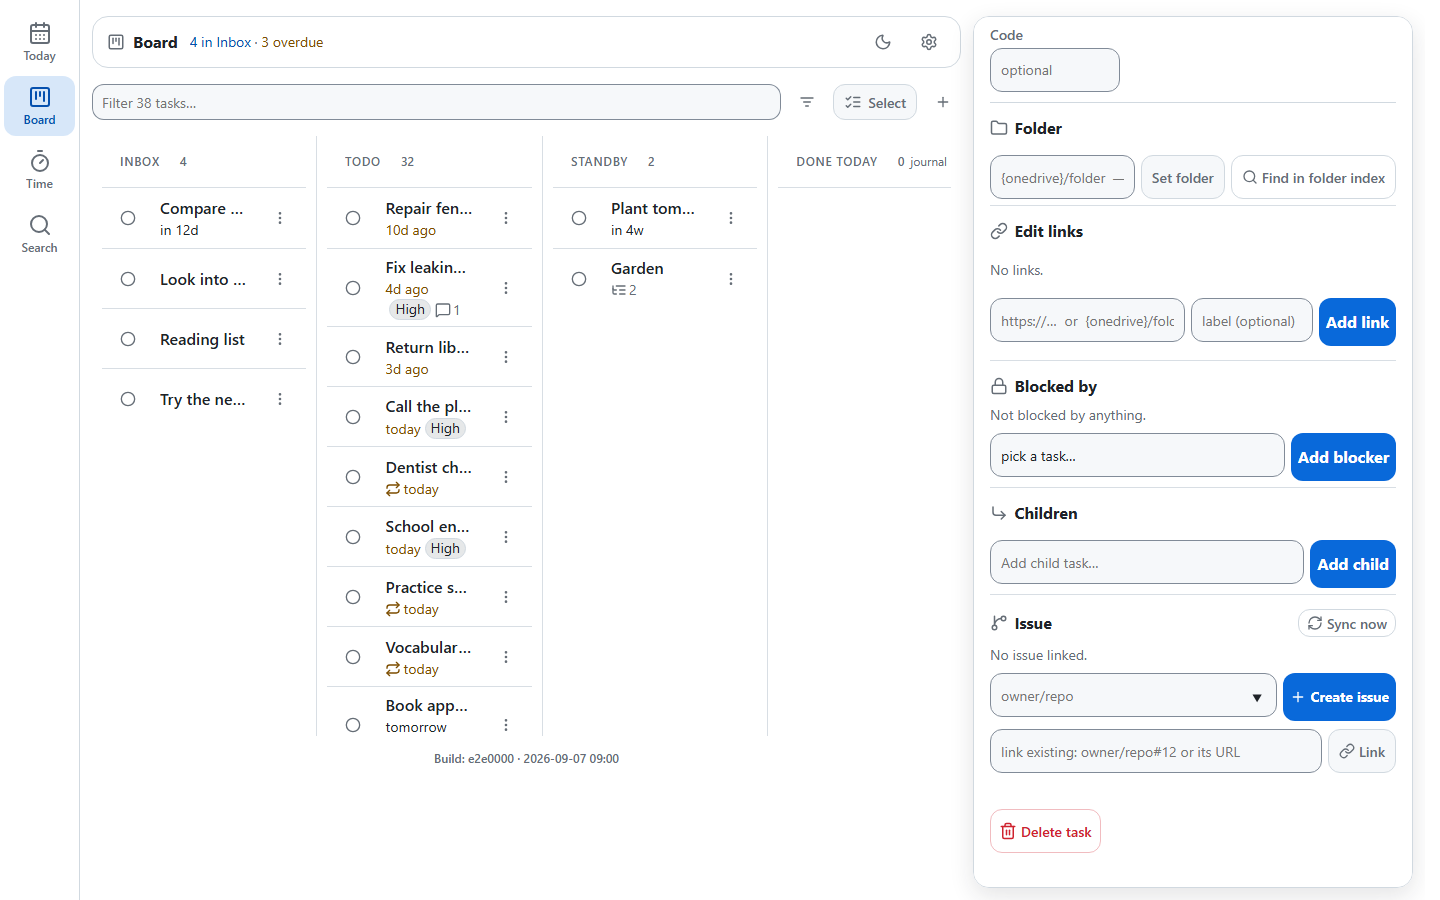 Today
Board
Time
Search
Board 4 in Inbox · 3 overdue
Filter 38 tasks...
Select
INBOX 4
Compare ...
in 12d
Look into ...
Reading list
Try the ne...
TODO 32
Repair fen...
10d ago
Fix leakin...
4d ago
High 1
Return lib...
3d ago
Call the pl...
today High
Dentist ch...
today
School en...
today High
Practice s...
today
Vocabular...
today
Book app...
tomorrow
STANDBY 2
Plant tom...
in 4w
Garden
2
DONE TODAY 0 journal
Build: e2e0000 · 2026-09-07 09:00
Code
optional
Folder
{onedrive}/folder —
Set folder
Find in folder index
Edit links
No links.
https://... or {onedrive}/folc
label (optional)
Add link
Blocked by
Not blocked by anything.
pick a task...
Add blocker
Children
Add child task...
Add child
Issue
Sync now
No issue linked.
owner/repo
Create issue
link existing: owner/repo#12 or its URL
Link
Delete task